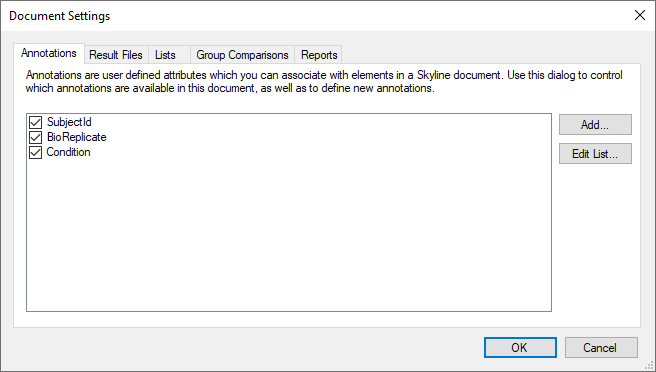 Document Settings
Annotations Result Files Lists Group Comparisons Reports
Annotations are user defined attributes which you can associate with elements in a Skyline document. Use this dialog to control
which annotations are available in this document, as well as to define new annotations.
SubjectId
BioReplicate
Condition
Add...
Edit List...
OK Cancel